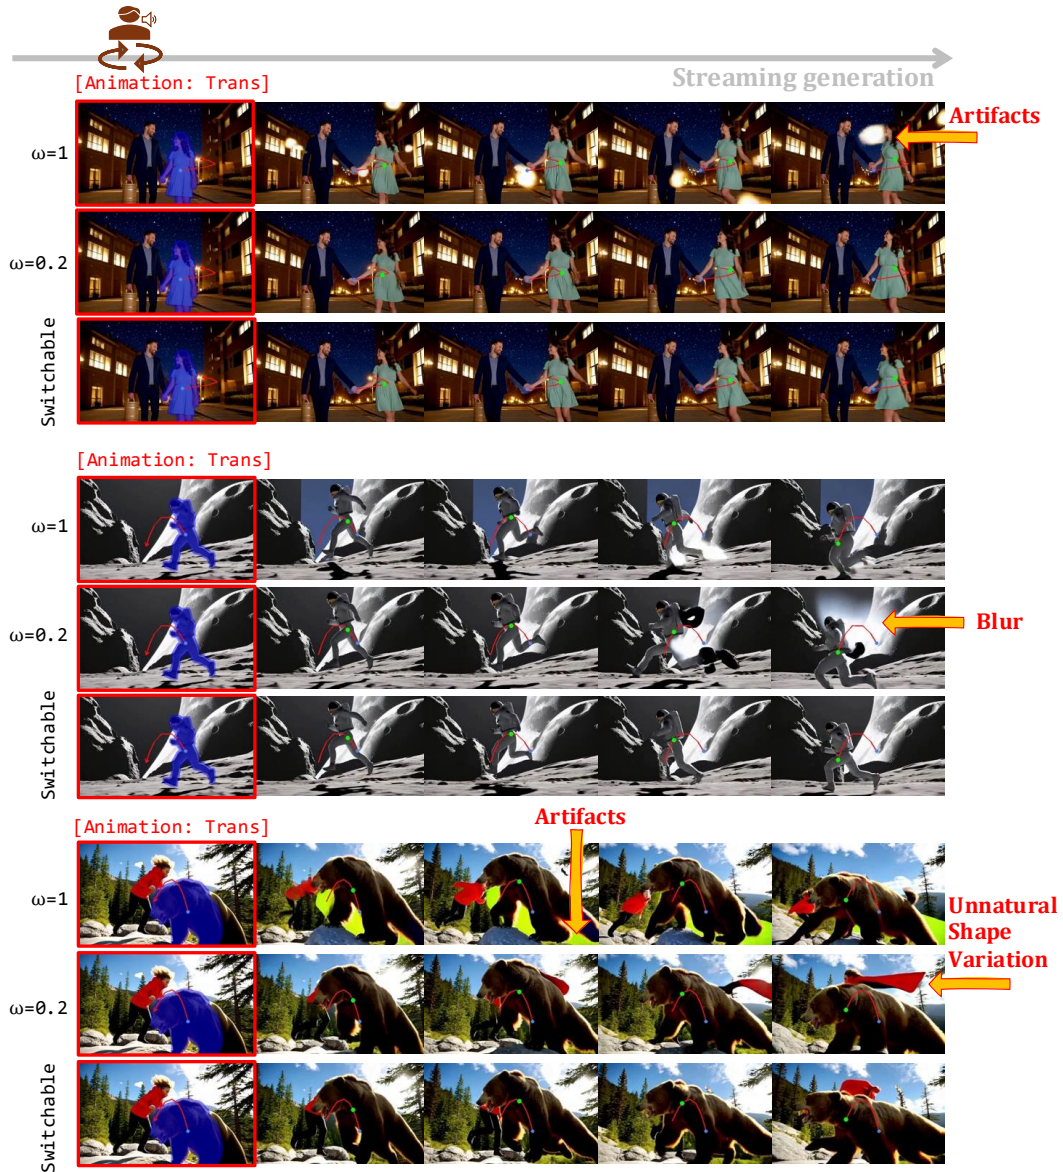 Streaming generation
[Animation: Trans]
ω=1
Artifacts
ω=0.2
Switchable
[Animation: Trans]
ω=1
ω=0.2
Blur
Switchable
[Animation: Trans]
Artifacts
ω=1
Unnatural
Shape
Variation
ω=0.2
Switchable